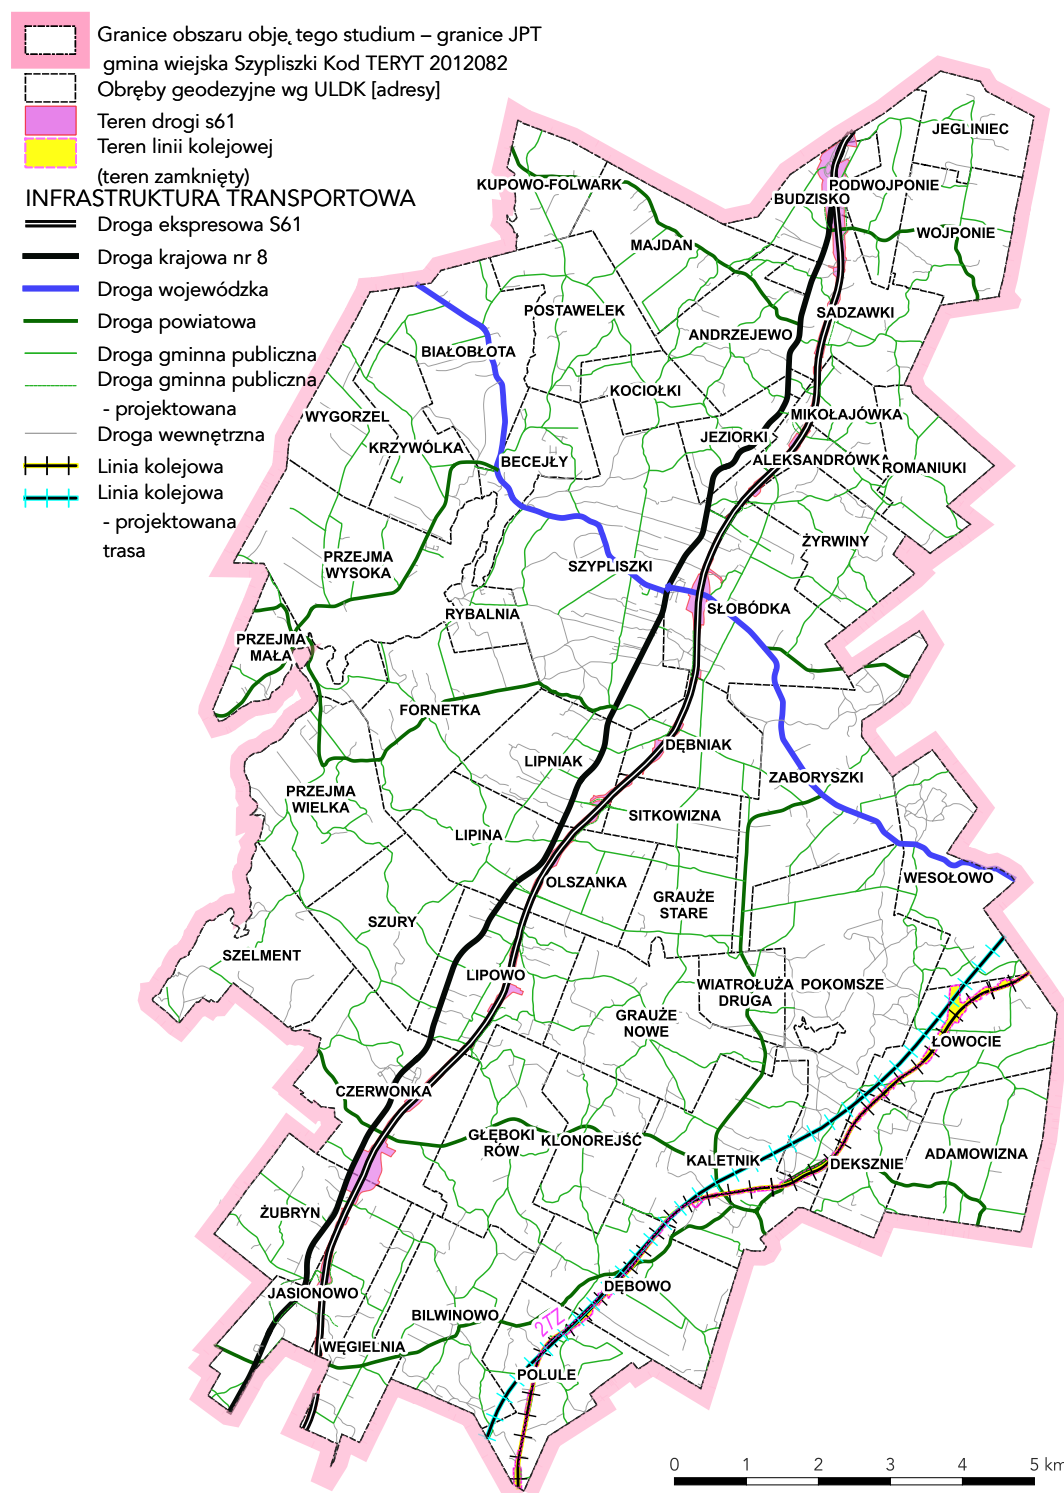 Granice obszaru objętego studium – granice JPT
gmina wiejska Szypliszki Kod TERYT 2012082
Obręby geodezyjne wg ULDK [adresy]
Teren drogi s61
Teren linii kolejowej
(teren zamknięty)
INFRASTRUKTURA TRANSPORTOWA
Droga ekspresowa S61
Droga krajowa nr 8
Droga wojewódzka
Droga powiatowa
Droga gminna publiczna
Droga gminna publiczna
- projektowana
Droga wewnętrzna
Linia kolejowa
Linia kolejowa
- projektowana
trasa
JEGLINIEC
KUPOWO-FOLWARK
PODWOJPONIE
BUDZISKO
WOJPONIE
MAJDAN
POSTAWELEK
SADZAWKI
ANDRZEJEWO
BIAŁOBŁOTA
KOCIOŁKI
WYGORZEL
MIKOŁAJÓWKA
JEZIORKI
KRZYWÓLKA
BECEJŁY
ALEKSANDRÓWKA
ROMANIUKI
ŻYRWINY
PRZEJMA
WYSOKA
SZYPLISZKI
RYBALNIA
SŁOBÓDKA
PRZEJMA
MAŁA
FORNETKA
DĘBNIAK
LIPNIAK
ZABORYSZKI
PRZEJMA
WIELKA
SITKOWIZNA
LIPINA
OLSZANKA
WESOŁOWO
GRAUŻE
STARE
SZURY
SZELMENT
LIPOWO
WIATROŁUŻA
DRUGA
POKOMSZE
GRAUŻE
NOWE
ŁOWOCIE
CZERWONKA
GŁĘBOKI
RÓW
KLONOREJŚĆ
KALETNIK
DEKSZNIE
ADAMOWIZNA
ŻUBRYN
JASIONOWO
DĘBOWO
BILWINOWO
2TZ
WĘGIELNIA
POLULE
0 1 2 3 4 5 km